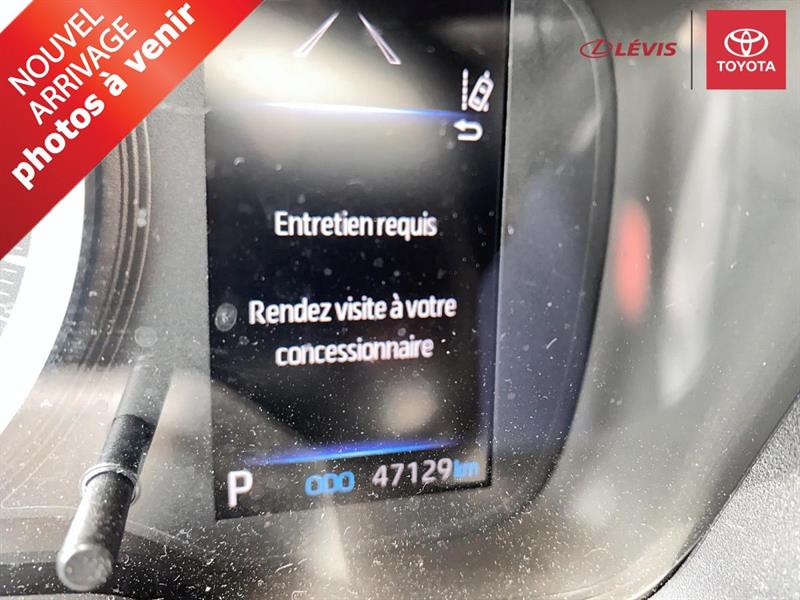 NOUVEL
ARRIVAGE
photos à venir
LÉVIS
TOYOTA
Entretien requis
Rendez visite à votre
concessionnaire
P ODO 47129 km